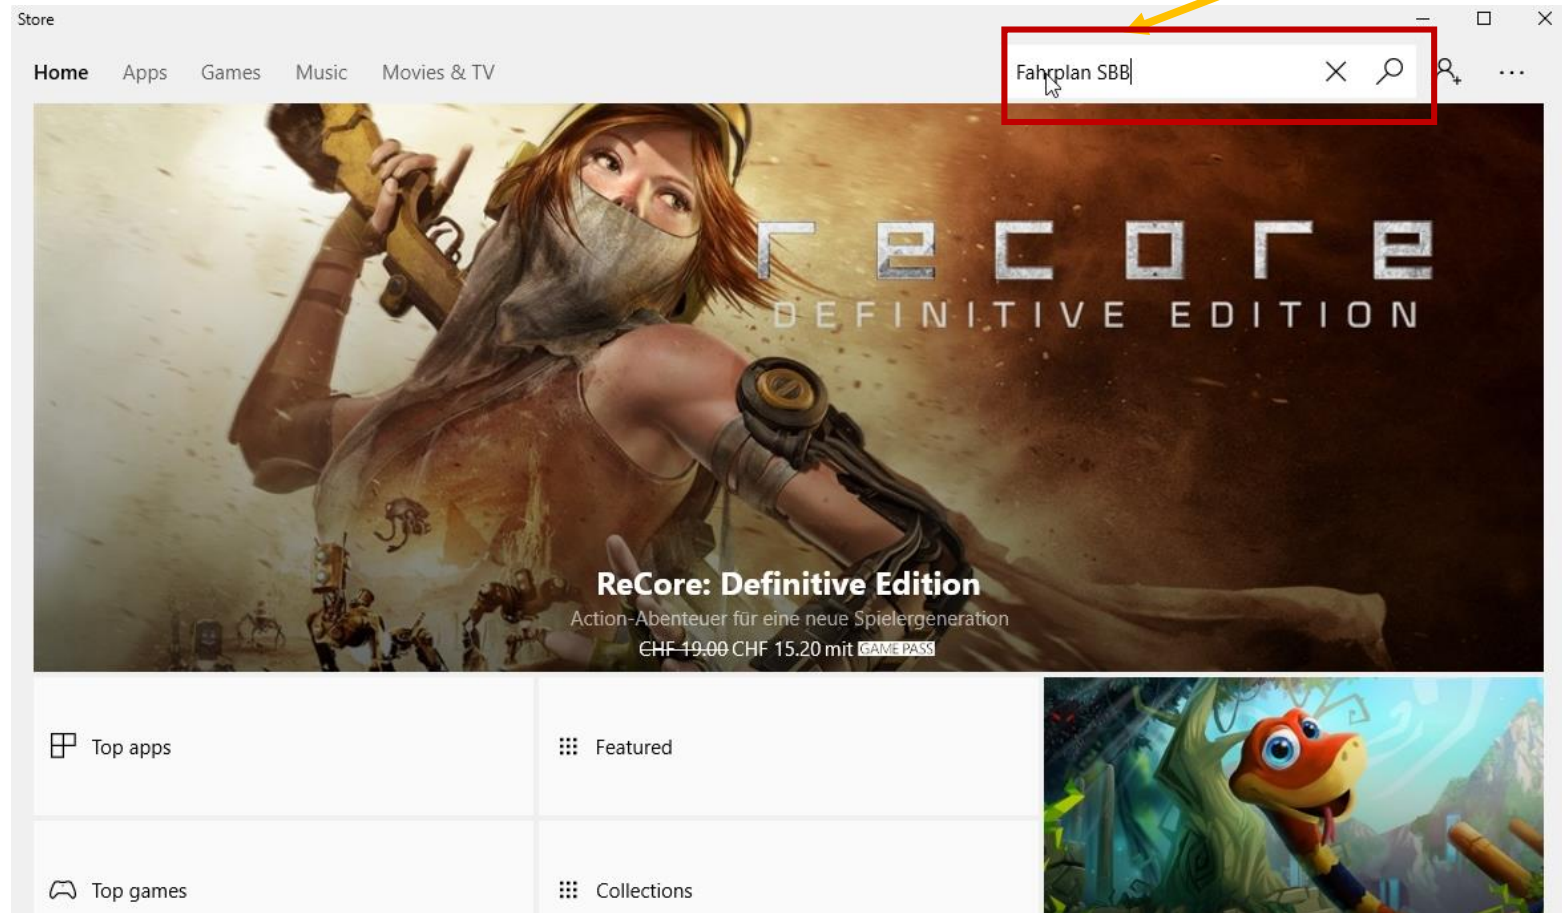 Store
Home Apps Games Music Movies & TV Fahrplan SBB
recore
DEFINITIVE EDITION
ReCore: Definitive Edition
Action-Abenteuer für eine neue Spielergeneration
CHF 19.00 CHF 15.20 mit GAME PASS
Top apps Featured
Top games Collections